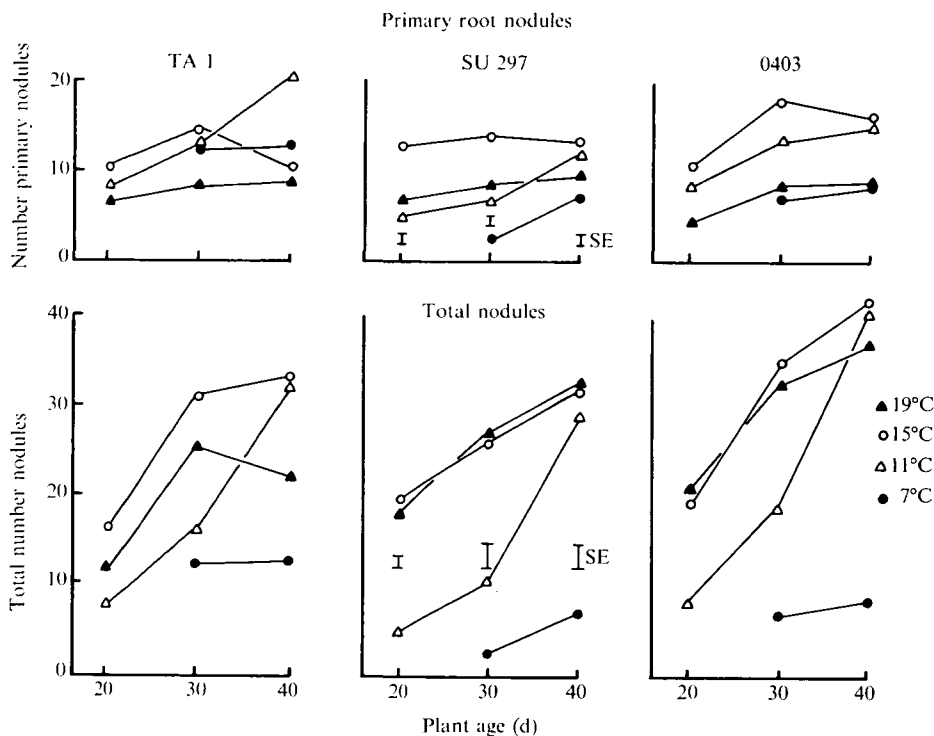 Primary root nodules
TA 1
SU 297
0403
Number primary nodules
20
10
0
SE
Total nodules
Total number nodules
40
30
20
10
0
SE
19°C
15°C
11°C
7°C
20 30 40
20 30 40
20 30 40
Plant age (d)